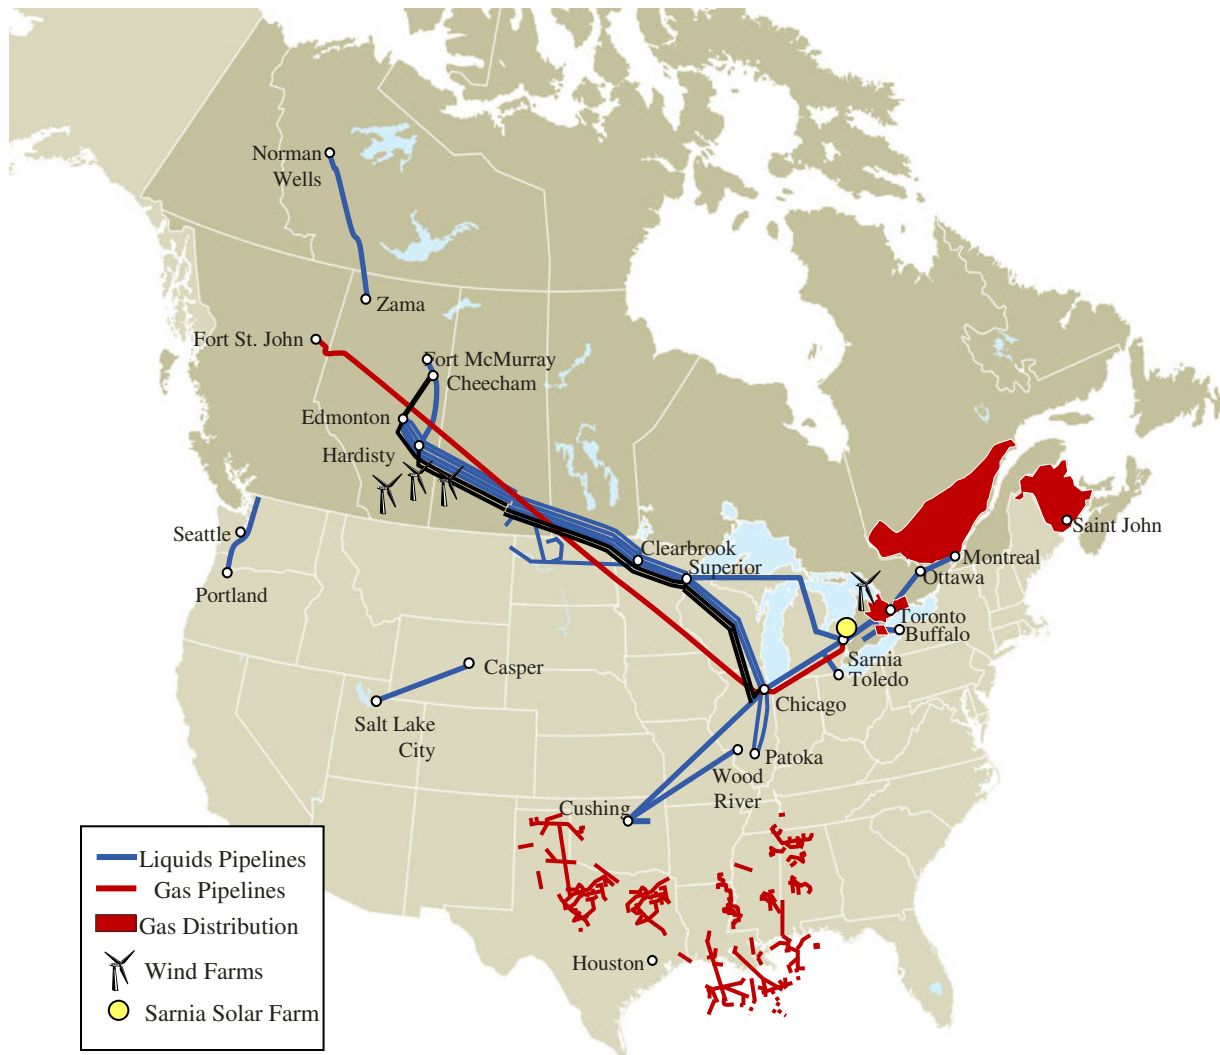 Norman
Wells
Zama
Fort St. John
Fort McMurray
Cheecham
Edmonton
Hardisty
Seattle
Portland
Clearbrook
Superior
Saint John
Montreal
Ottawa
Toronto
Buffalo
Sarnia
Toledo
Casper
Salt Lake
City
Chicago
Patoka
Wood
River
Cushing
Houston
Liquids Pipelines
Gas Pipelines
Gas Distribution
Wind Farms
Sarnia Solar Farm